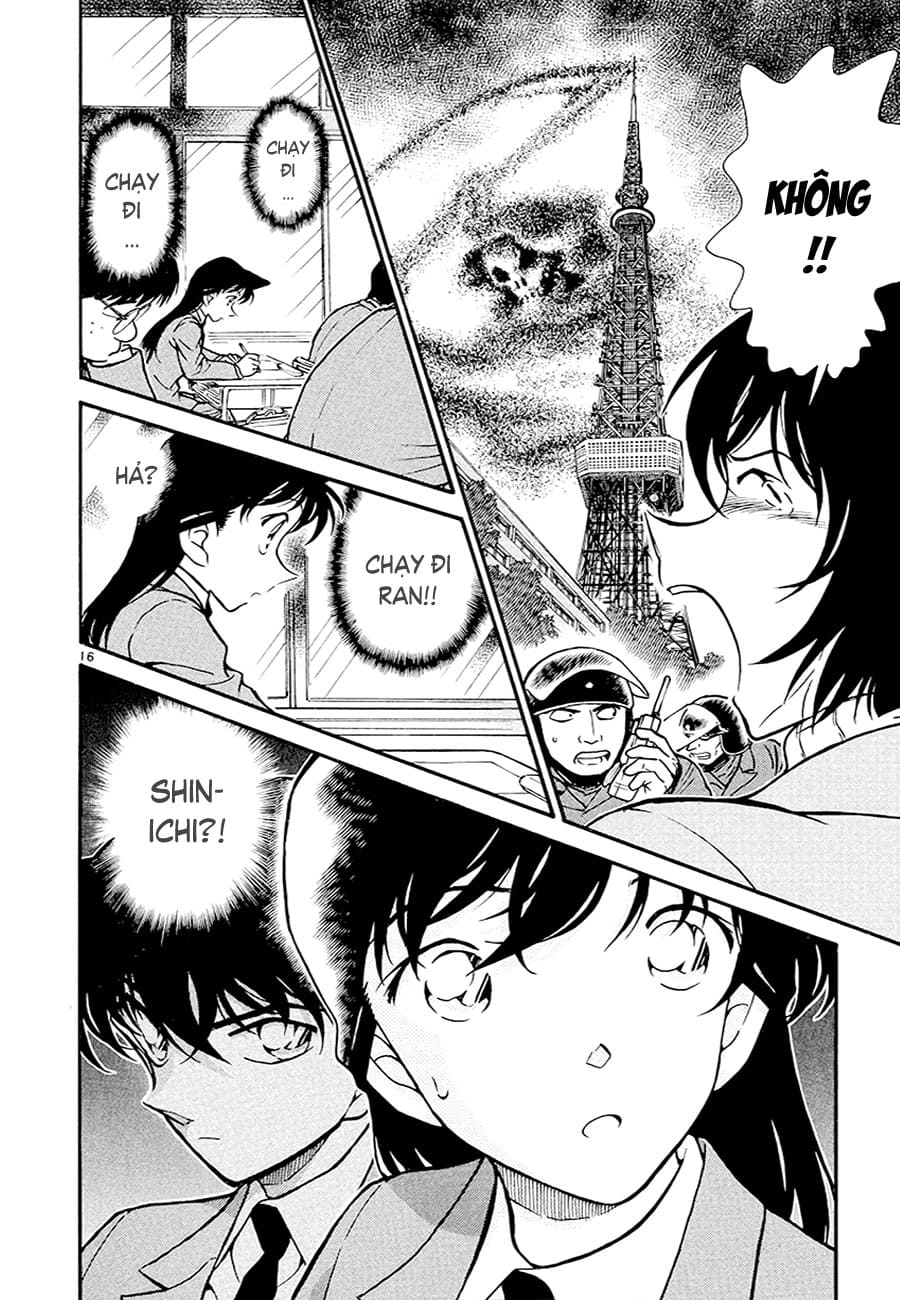 KHÔNG
!!
CHẠY
ĐI
...
CHẠY
ĐI
...
CHẠY ĐI
RAN!!
HẢ?
16
SHIN-
ICHI?!